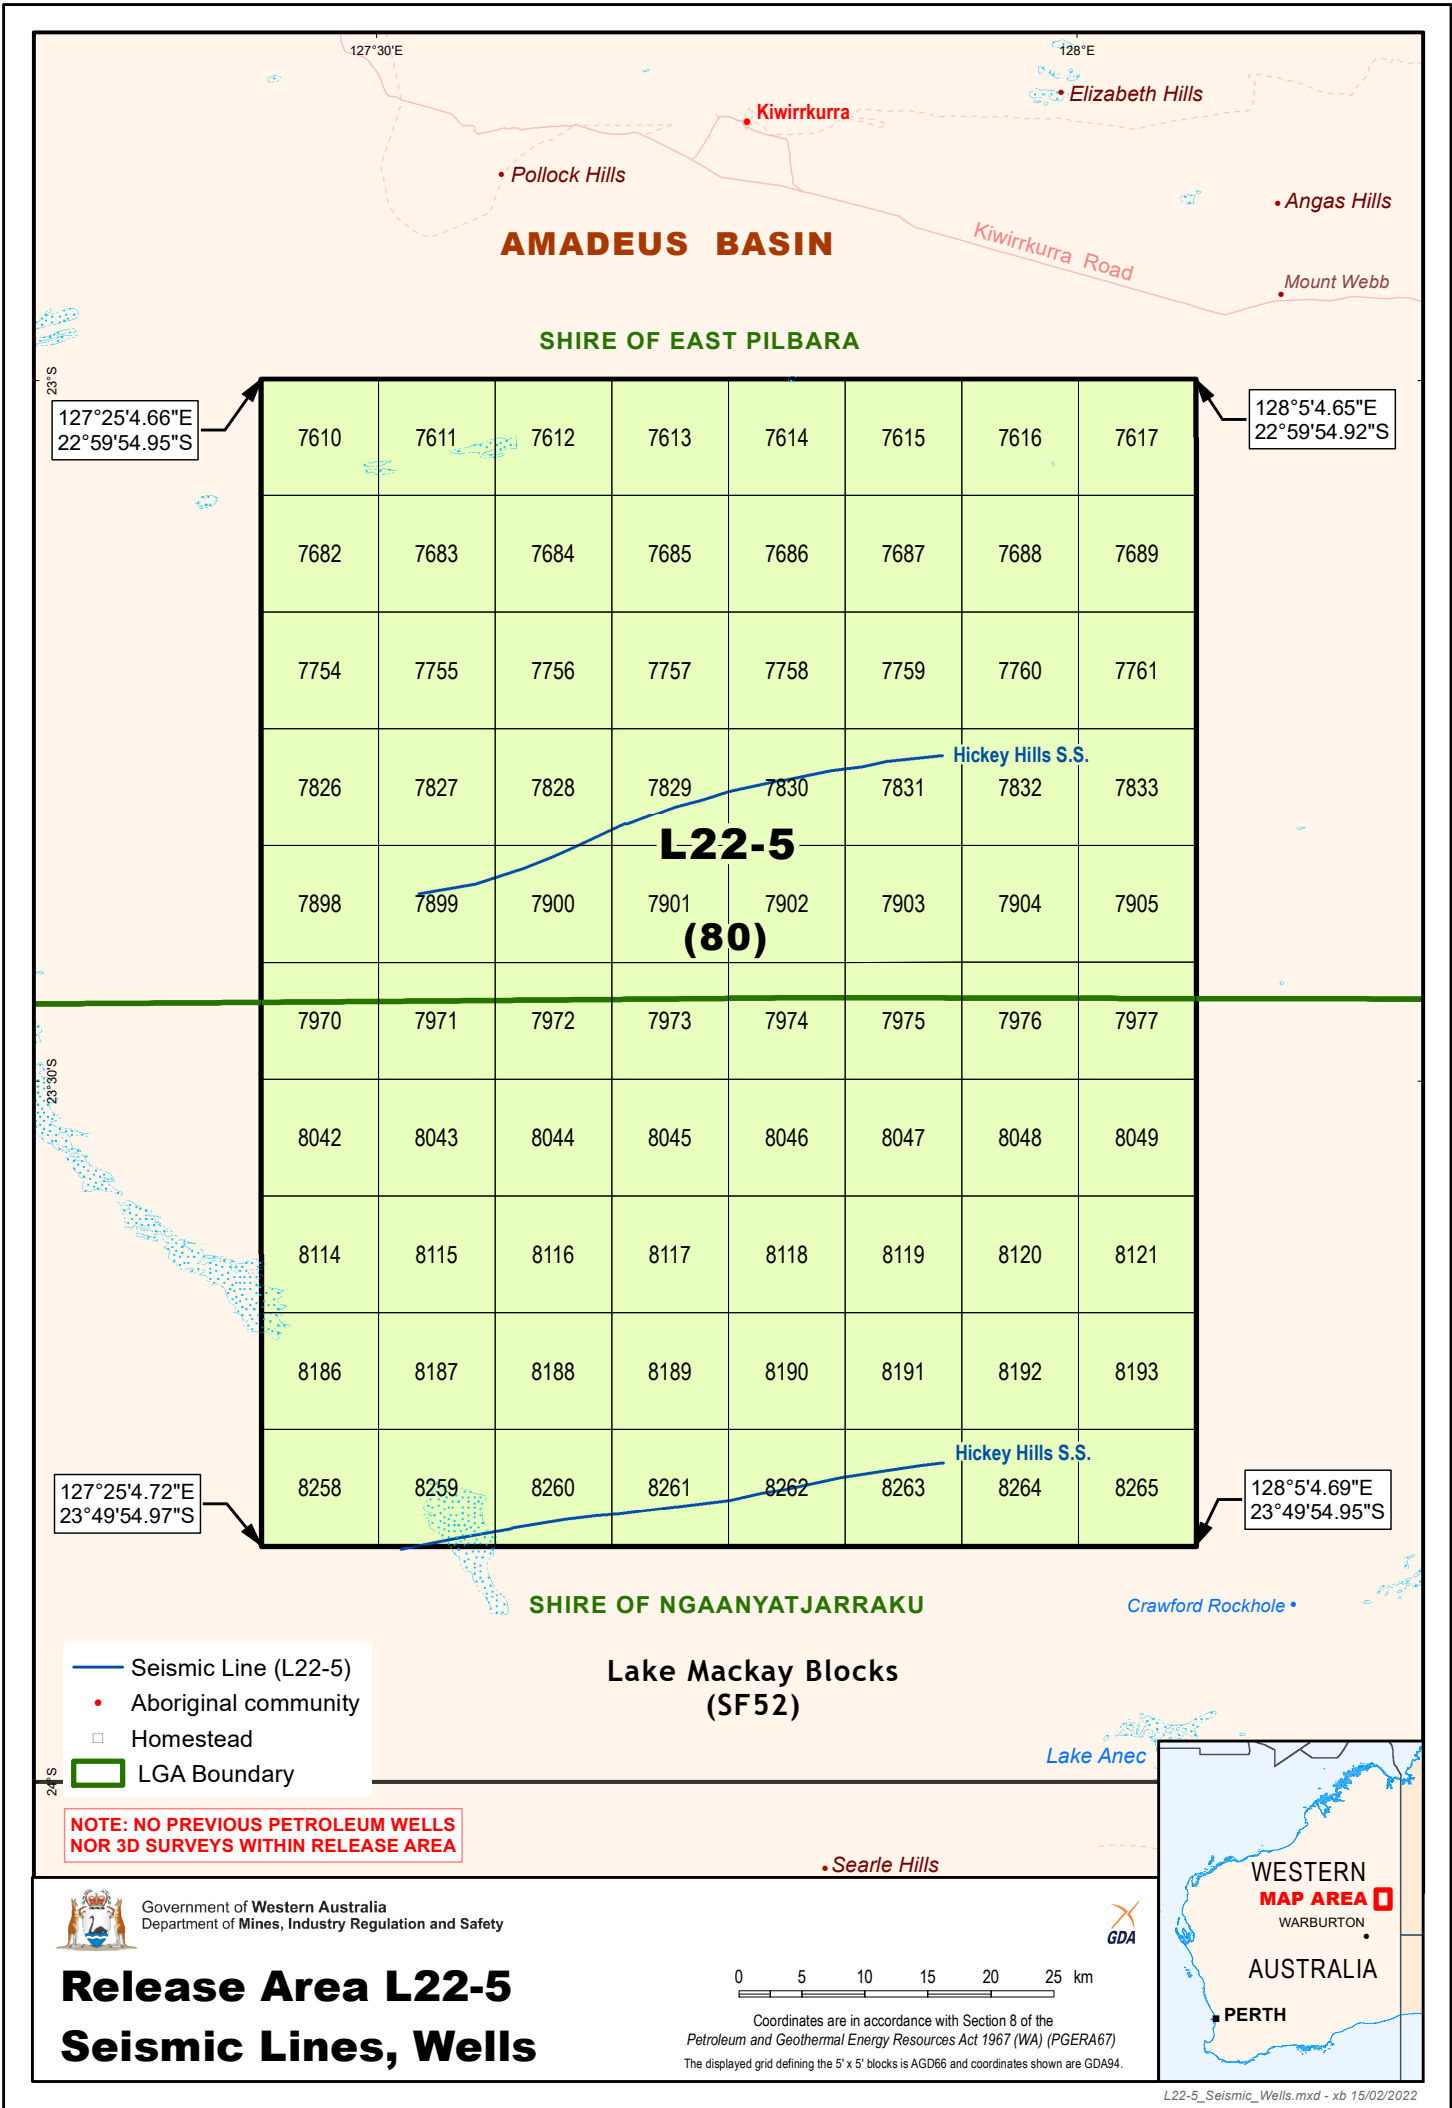 127°30'E
128°E
Elizabeth Hills
Kiwirrkurra
Pollock Hills
Angas Hills
AMADEUS BASIN
Kiwirrkurra Road
Mount Webb
SHIRE OF EAST PILBARA
23°S
127°25'4.66"E
22°59'54.95"S
128°5'4.65"E
22°59'54.92"S
7610 7611 7612 7613 7614 7615 7616 7617
7682 7683 7684 7685 7686 7687 7688 7689
7754 7755 7756 7757 7758 7759 7760 7761
Hickey Hills S.S.
7826 7827 7828 7829 7830 7831 7832 7833
L22-5
7898 7899 7900 7901 7902 7903 7904 7905
(80)
7970 7971 7972 7973 7974 7975 7976 7977
23°30'S
8042 8043 8044 8045 8046 8047 8048 8049
8114 8115 8116 8117 8118 8119 8120 8121
8186 8187 8188 8189 8190 8191 8192 8193
Hickey Hills S.S.
8258 8259 8260 8261 8262 8263 8264 8265
127°25'4.72"E
23°49'54.97"S
128°5'4.69"E
23°49'54.95"S
SHIRE OF NGAANYATJARRAKU
Crawford Rockhole
Lake Mackay Blocks
(SF52)
Seismic Line (L22-5)
Aboriginal community
Homestead
LGA Boundary
Lake Anec
24°S
NOTE: NO PREVIOUS PETROLEUM WELLS
NOR 3D SURVEYS WITHIN RELEASE AREA
Searle Hills
WESTERN
MAP AREA
WARBURTON
AUSTRALIA
PERTH
Government of Western Australia
Department of Mines, Industry Regulation and Safety
GDA
Release Area L22-5
Seismic Lines, Wells
0 5 10 15 20 25 km
Coordinates are in accordance with Section 8 of the
Petroleum and Geothermal Energy Resources Act 1967 (WA) (PGERA67)
The displayed grid defining the 5' x 5' blocks is AGD66 and coordinates shown are GDA94.
L22-5_Seismic_Wells.mxd - xb 15/02/2022